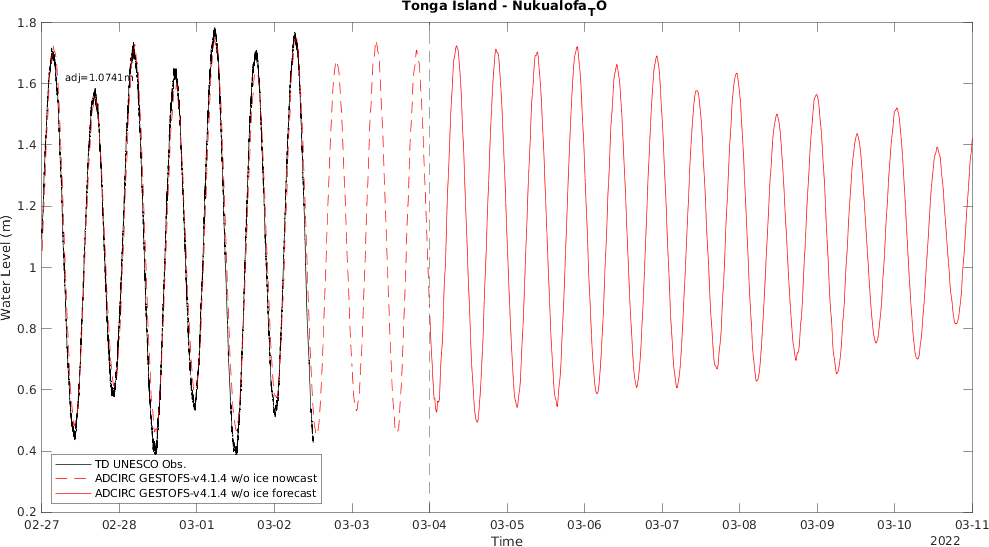 Tonga Island - NukualofaTO
1.8
adj=1.0741m
1.6
1.4
1.2
Water Level (m)
1
0.8
0.6
0.4
TD UNESCO Obs.
ADCIRC GESTOFS-v4.1.4 w/o ice nowcast
ADCIRC GESTOFS-v4.1.4 w/o ice forecast
0.2
02-27 02-28 03-01 03-02 03-03 03-04 03-05 03-06 03-07 03-08 03-09 03-10 03-11
Time
2022